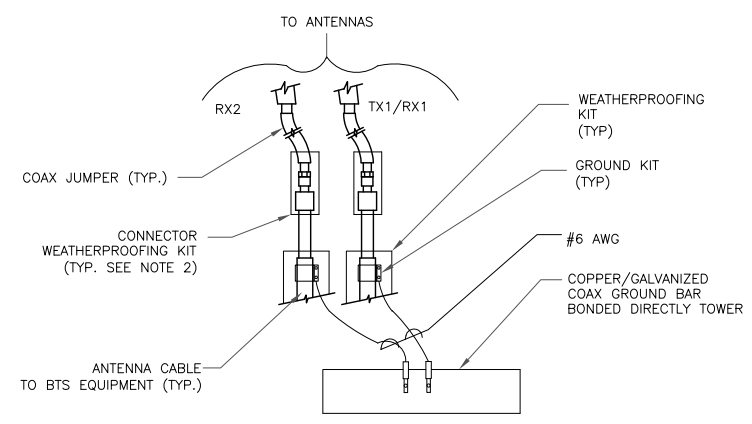 TO ANTENNAS
RX2
TX1/RX1
WEATHERPROOFING
KIT
(TYP)
GROUND KIT
(TYP)
COAX JUMPER (TYP.)
CONNECTOR
WEATHERPROOFING KIT
(TYP. SEE NOTE 2)
#6 AWG
COPPER/GALVANIZED
COAX GROUND BAR
BONDED DIRECTLY TOWER
ANTENNA CABLE
TO BTS EQUIPMENT (TYP.)